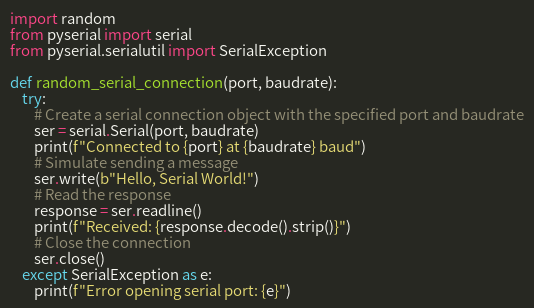 import random
from pyserial import serial
from pyserial.serialutil import SerialException

def random_serial_connection(port, baudrate):
    try:
        # Create a serial connection object with the specified port and baudrate
        ser = serial.Serial(port, baudrate)
        print(f"Connected to {port} at {baudrate} baud")
        # Simulate sending a message
        ser.write(b"Hello, Serial World!")
        # Read the response
        response = ser.readline()
        print(f"Received: {response.decode().strip()}")
        # Close the connection
        ser.close()
    except SerialException as e:
        print(f"Error opening serial port: {e}")